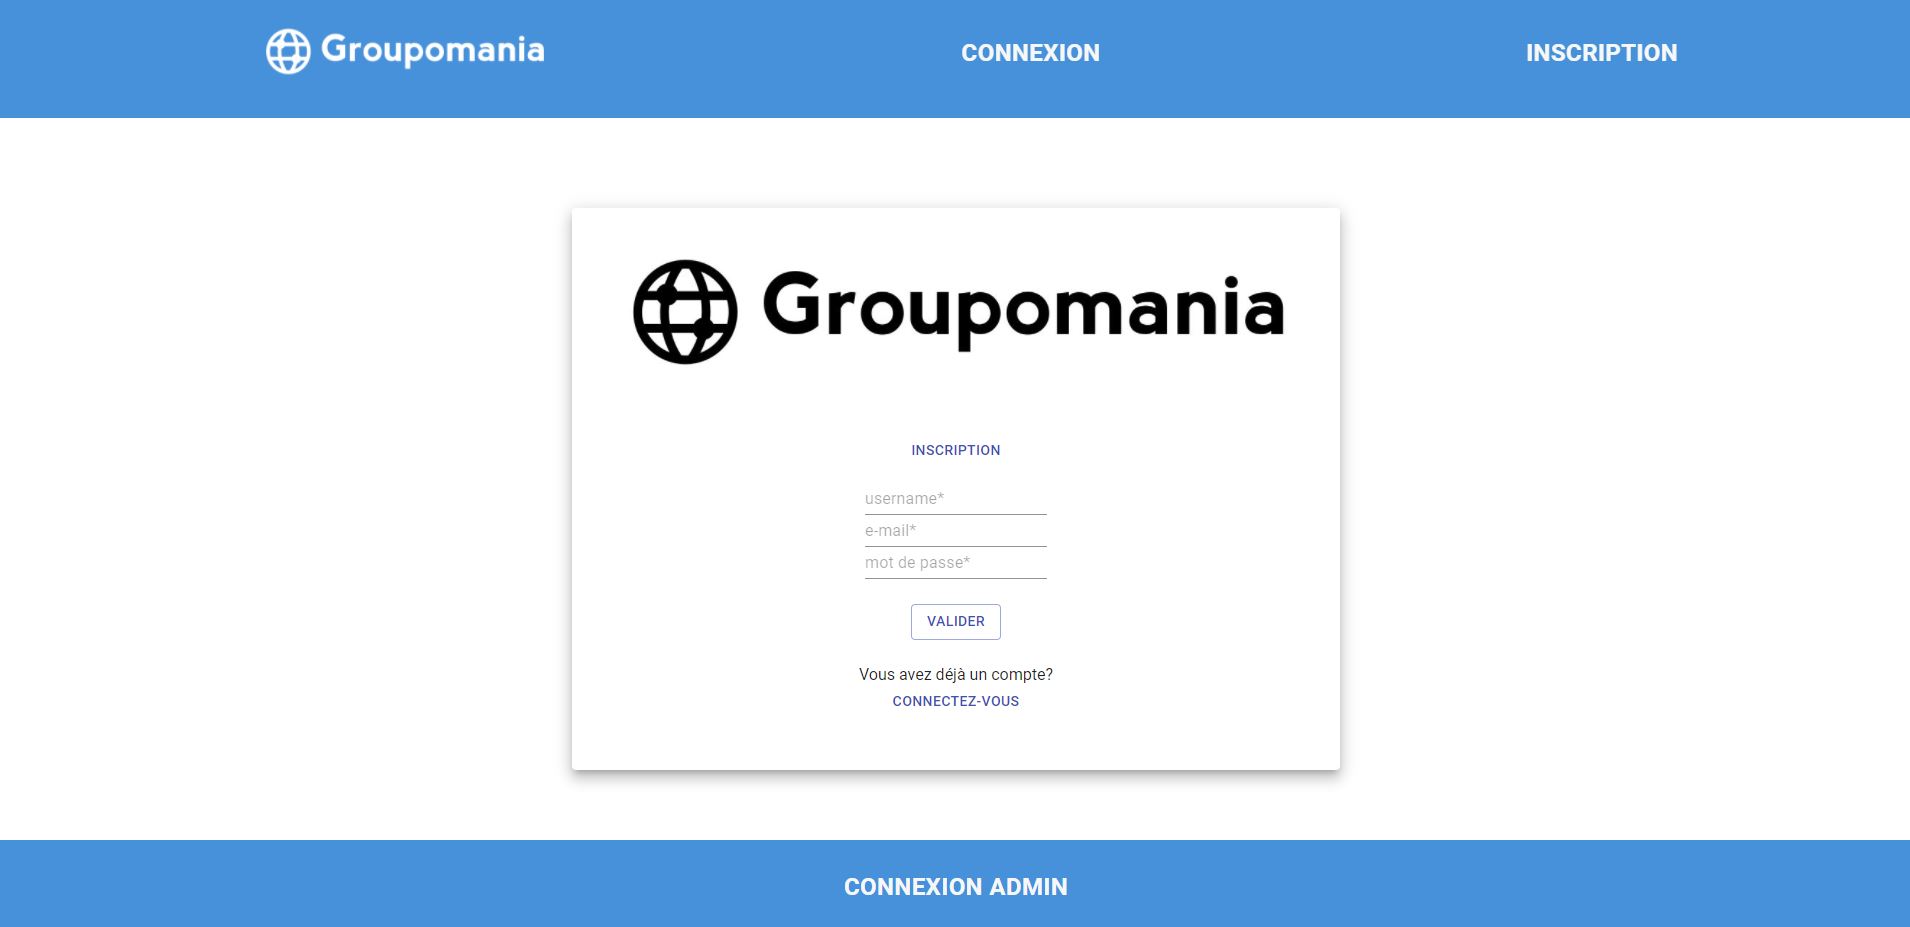 Groupomania
CONNEXION
INSCRIPTION
Groupomania
INSCRIPTION
username*
e-mail*
mot de passe*
VALIDER
Vous avez déjà un compte?
CONNECTEZ-VOUS
CONNEXION ADMIN